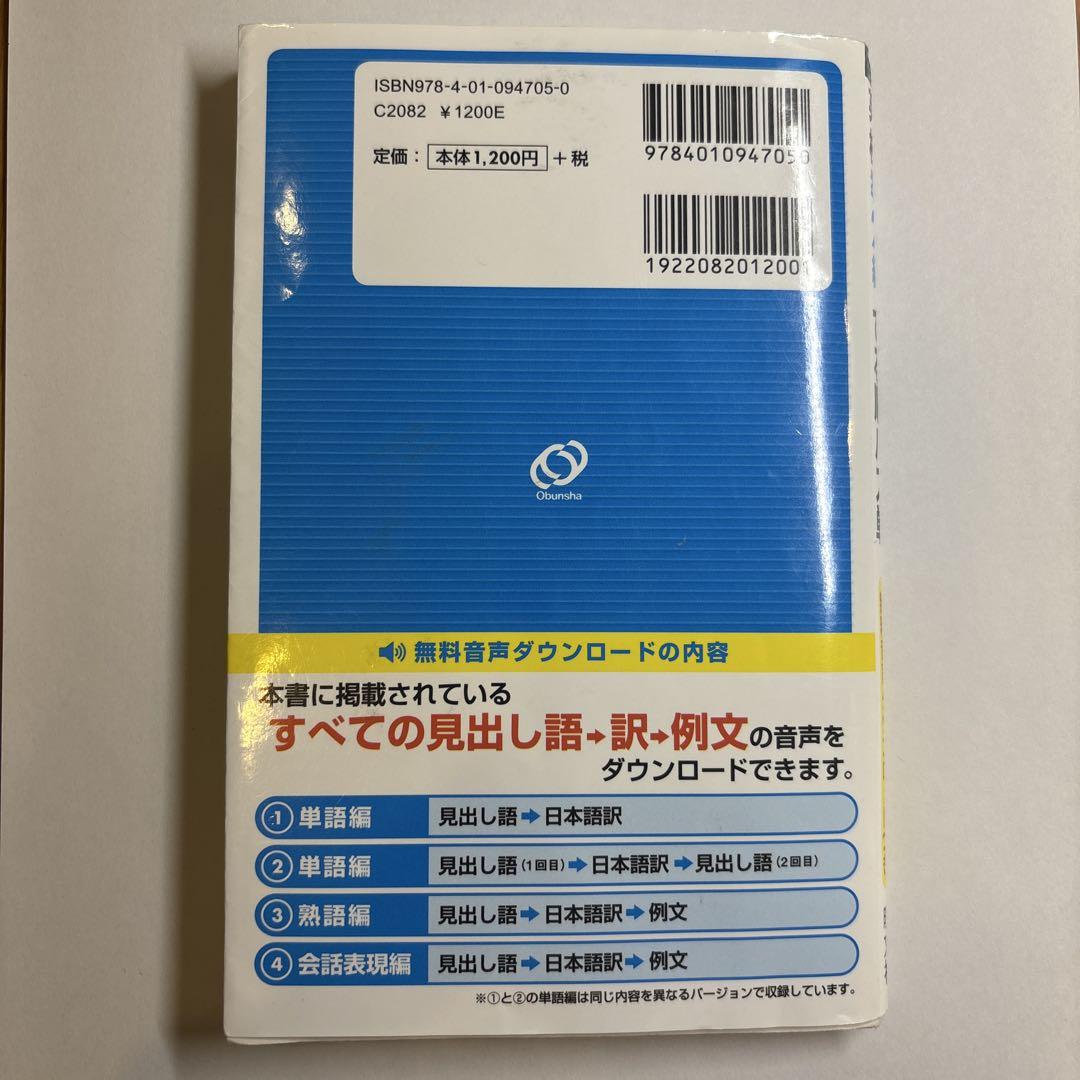 ISBN978-4-01-094705-0
C2082 ¥1200E
定価：本体1,200円+税
9784010947050
1922082012001
Obunsha
無料音声ダウンロードの内容
本書に掲載されている
すべての見出し語→訳→例文の音声を
ダウンロードできます。
①単語編 見出し語→日本語訳
②単語編 見出し語(1回目)→日本語訳→見出し語(2回目)
③熟語編 見出し語→日本語訳→例文
④会話表現編 見出し語→日本語訳→例文
※①と②の単語編は同じ内容を異なるバージョンで収録しています。